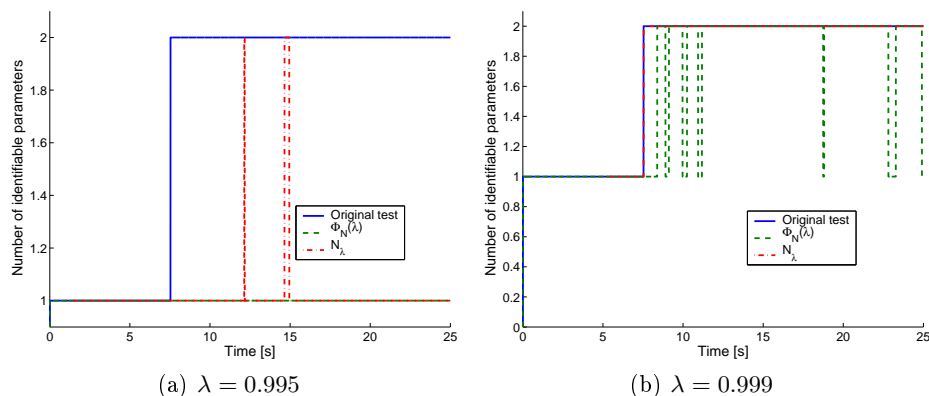 2
1.8
1.6
1.4
1.2
1
0 5 10 15 20 25
Number of identifiable parameters
Time [s]
Original test
Φ_N(λ)
N_λ
(a) λ = 0.995
2
1.8
1.6
1.4
1.2
1
0.8
0.6
0.4
0.2
0
0 5 10 15 20 25
Number of identifiable parameters
Time [s]
Original test
Φ_N(λ)
N_λ
(b) λ = 0.999